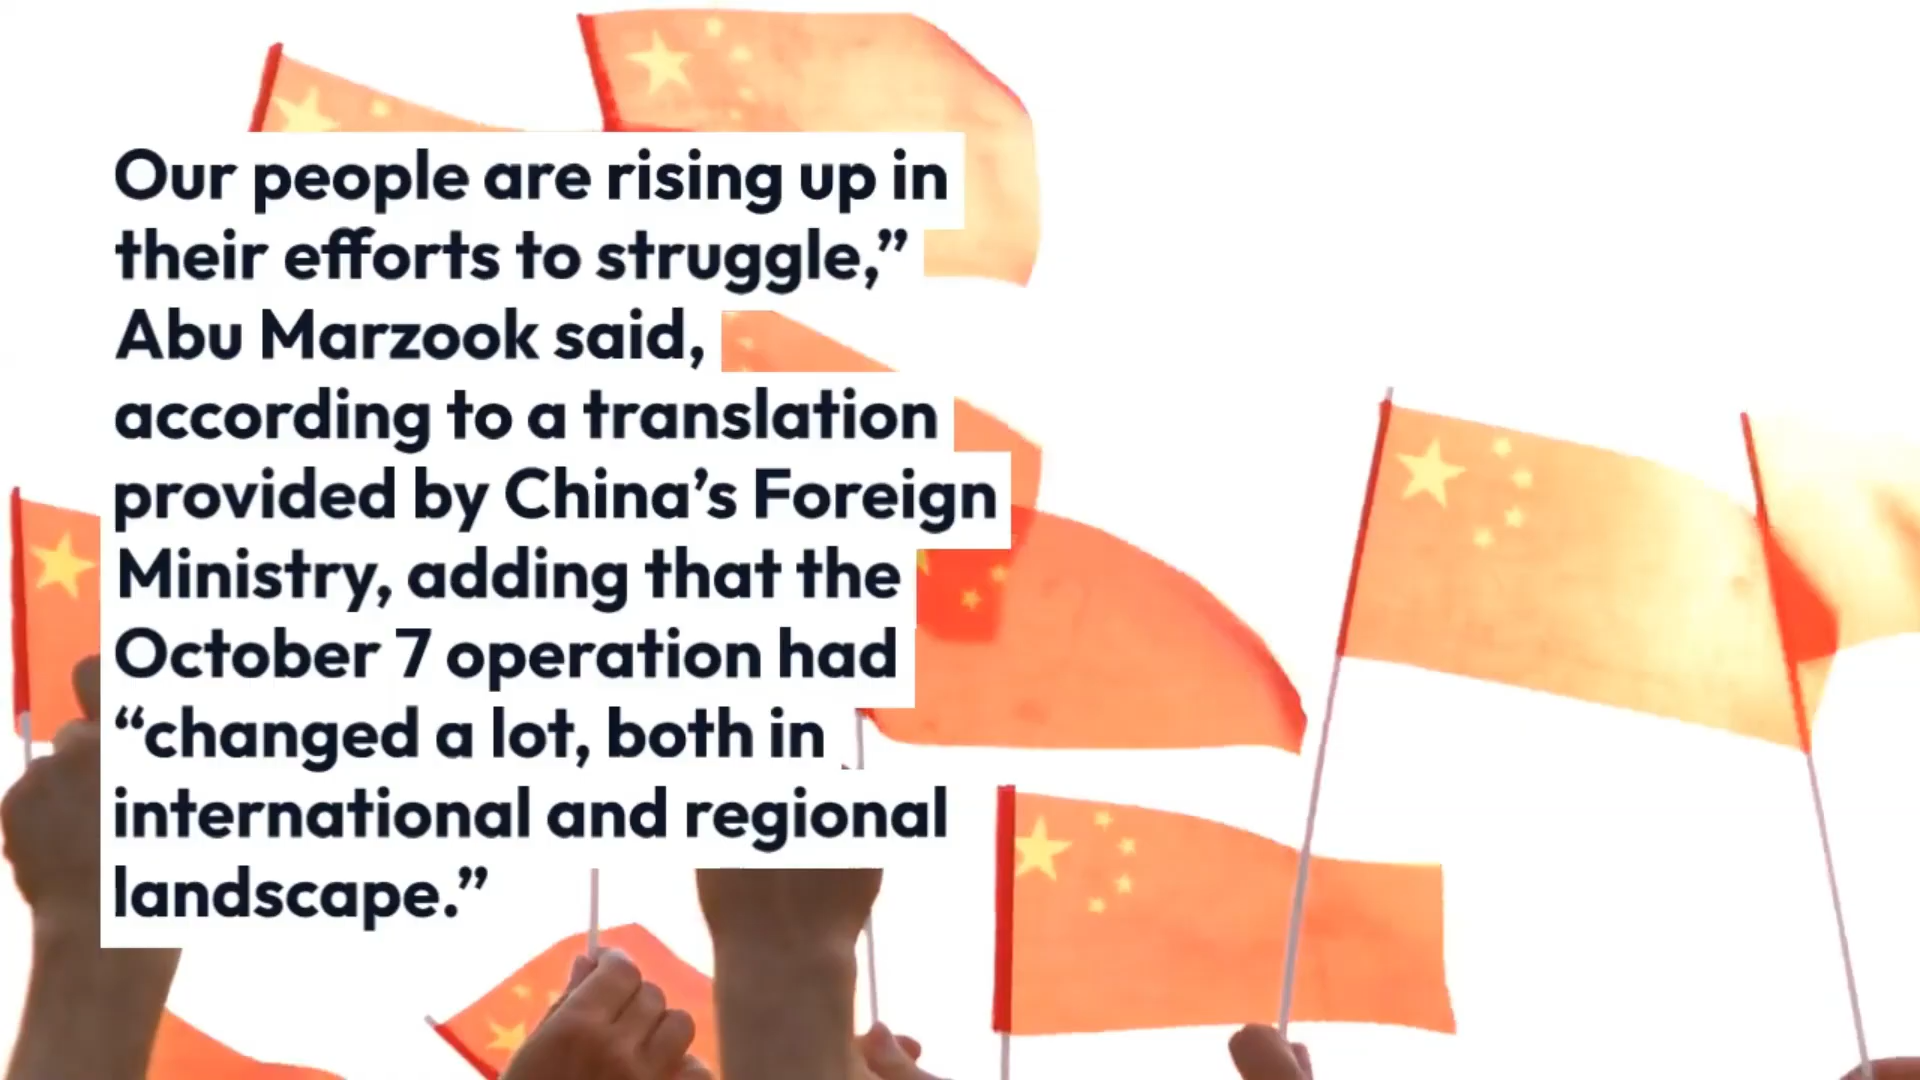 Our people are rising up in
their efforts to struggle,”
Abu Marzook said,
according to a translation
provided by China’s Foreign
Ministry, adding that the
October 7 operation had
“changed a lot, both in
international and regional
landscape.”